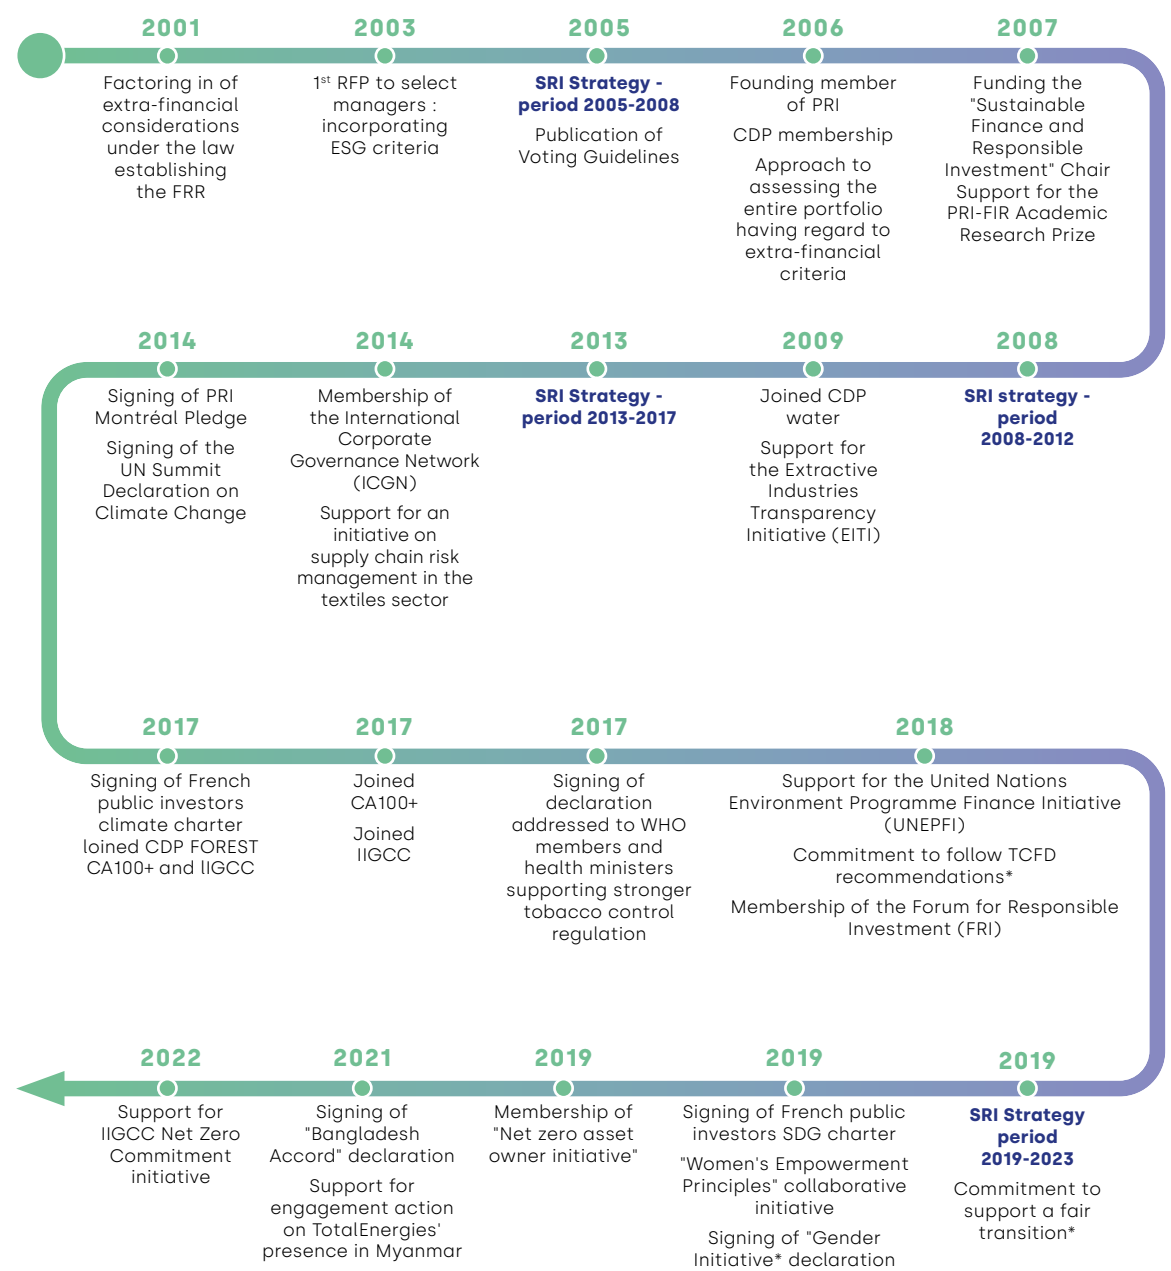 2001
Factoring in of
extra-financial
considerations
under the law
establishing
the FRR
2003
1st RFP to select
managers :
incorporating
ESG criteria
2005
SRI Strategy -
period 2005-2008
Publication of
Voting Guidelines
2006
Founding member
of PRI
CDP membership
Approach to
assessing the
entire portfolio
having regard to
extra-financial
criteria
2007
Funding the
"Sustainable
Finance and
Responsible
Investment" Chair
Support for the
PRI-FIR Academic
Research Prize
2008
SRI strategy -
period
2008-2012
2009
Joined CDP
water
Support for
the Extractive
Industries
Transparency
Initiative (EITI)
2013
SRI Strategy -
period 2013-2017
2014
Membership of
the International
Corporate
Governance Network
(ICGN)
Support for an
initiative on
supply chain risk
management in the
textiles sector
2014
Signing of PRI
Montréal Pledge
Signing of the
UN Summit
Declaration on
Climate Change
2017
Signing of French
public investors
climate charter
loined CDP FOREST
CA100+ and lIGCC
2017
Joined
CA100+
Joined
IIGCC
2017
Signing of
declaration
addressed to WHO
members and
health ministers
supporting stronger
tobacco control
regulation
2018
Support for the United Nations
Environment Programme Finance Initiative
(UNEPFI)
Commitment to follow TCFD
recommendations*
Membership of the Forum for Responsible
Investment (FRI)
2019
SRI Strategy
period
2019-2023
Commitment to
support a fair
transition*
2019
Signing of French public
investors SDG charter
"Women's Empowerment
Principles" collaborative
initiative
Signing of "Gender
Initiative* declaration
2019
Membership of
"Net zero asset
owner initiative"
2021
Signing of
"Bangladesh
Accord" declaration
Support for
engagement action
on TotalEnergies'
presence in Myanmar
2022
Support for
IIGCC Net Zero
Commitment
initiative